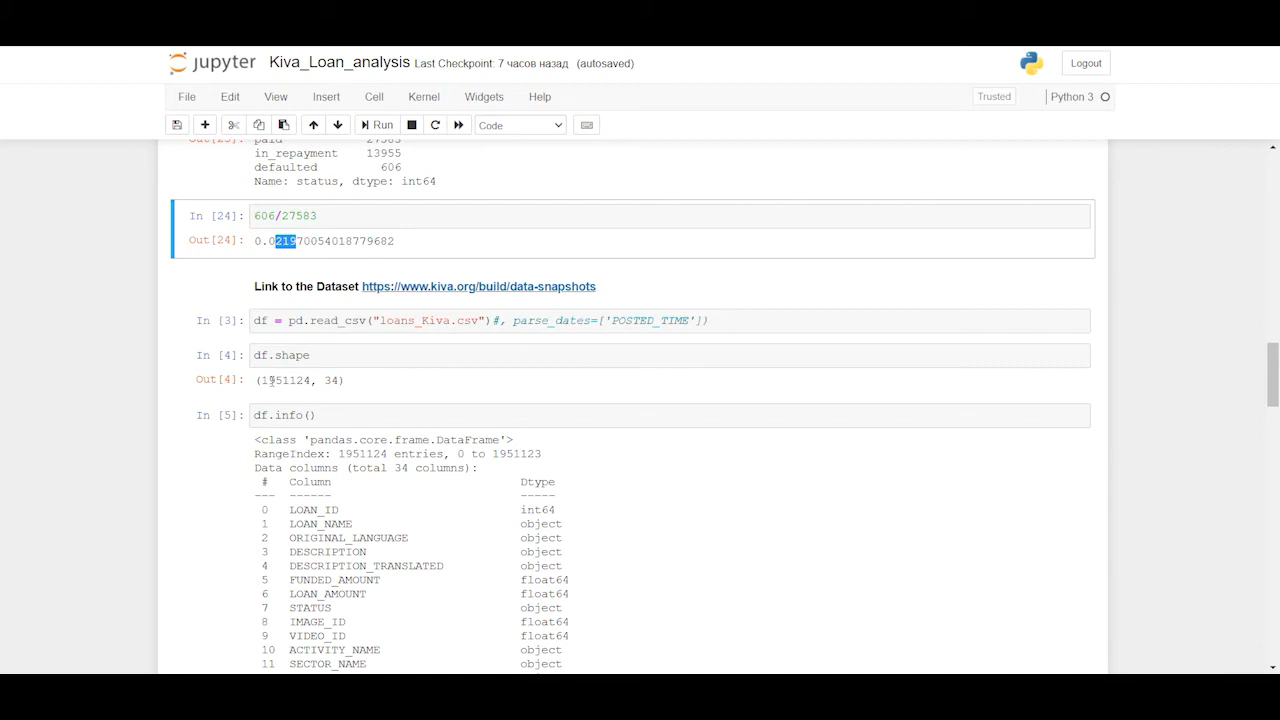 jupyter Kiva_Loan_analysis Last Checkpoint: 7 часов назад (autosaved)
Logout
File Edit View Insert Cell Kernel Widgets Help
Trusted Python 3
Run Code
Out[23]: paid 27583
in_repayment 13955
defaulted 606
Name: status, dtype: int64
In [24]: 606/27583
Out[24]: 0.021970054018779682
Link to the Dataset https://www.kiva.org/build/data-snapshots
In [3]: df = pd.read_csv("loans_Kiva.csv")#, parse_dates=['POSTED_TIME'])
In [4]: df.shape
Out[4]: (1951124, 34)
In [5]: df.info()
<class 'pandas.core.frame.DataFrame'>
RangeIndex: 1951124 entries, 0 to 1951123
Data columns (total 34 columns):
# Column Dtype
--- ------ -----
0 LOAN_ID int64
1 LOAN_NAME object
2 ORIGINAL_LANGUAGE object
3 DESCRIPTION object
4 DESCRIPTION_TRANSLATED object
5 FUNDED_AMOUNT float64
6 LOAN_AMOUNT float64
7 STATUS object
8 IMAGE_ID float64
9 VIDEO_ID float64
10 ACTIVITY_NAME object
11 SECTOR_NAME object